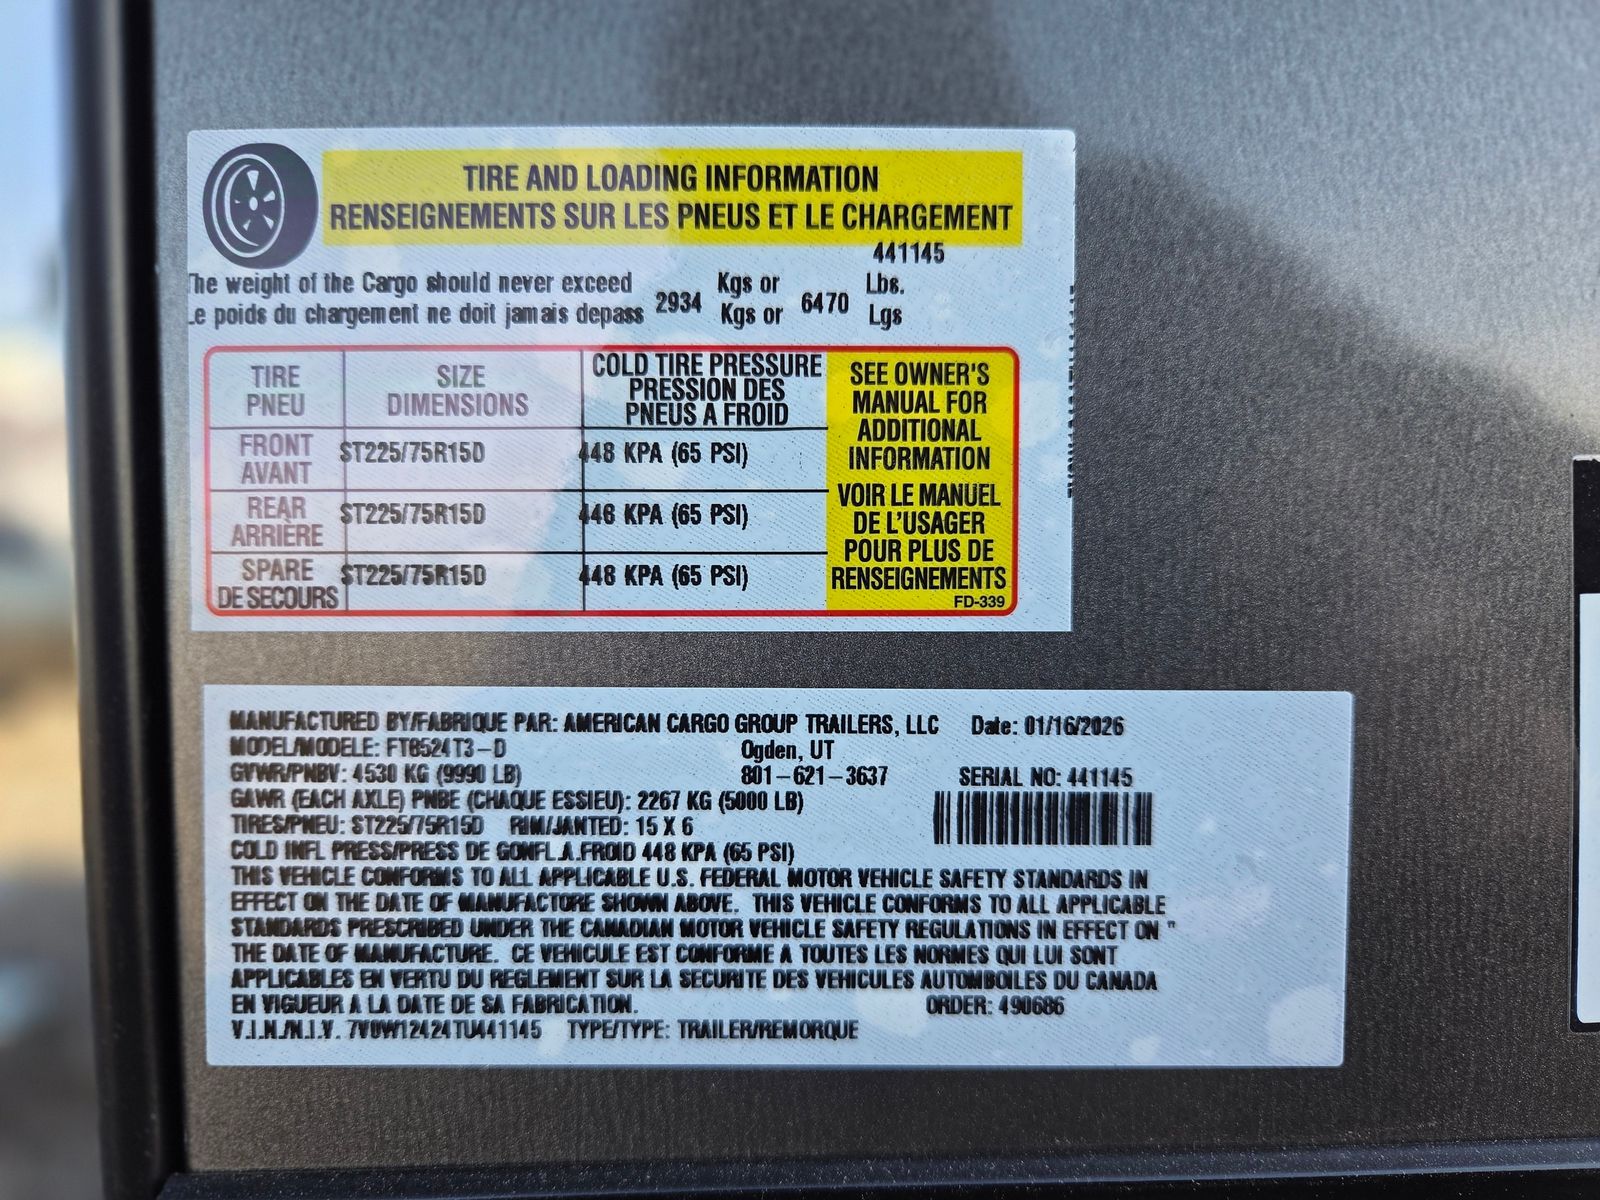 TIRE AND LOADING INFORMATION
RENSEIGNEMENTS SUR LES PNEUS ET LE CHARGEMENT
441145
The weight of the Cargo should never exceed 2934 Kgs or 6470 Lbs.
Le poids du chargement ne doit jamais depass Kgs or Lgs
TIRE SIZE COLD TIRE PRESSURE
PNEU DIMENSIONS PRESSION DES
PNEUS A FROID
FRONT ST225/75R15D 448 KPA (65 PSI)
AVANT
REAR ST225/75R15D 448 KPA (65 PSI)
ARRIÈRE
SPARE ST225/75R15D 448 KPA (65 PSI)
DE SECOURS
SEE OWNER'S
MANUAL FOR
ADDITIONAL
INFORMATION
VOIR LE MANUEL
DE L'USAGER
POUR PLUS DE
RENSEIGNEMENTS
FD-339
MANUFACTURED BY/FABRIQUE PAR: AMERICAN CARGO GROUP TRAILERS, LLC Date: 01/16/2026
MODEL/MODELE: FT8524T3-D Ogden, UT
GVWR/PNBV: 4530 KG (9990 LB) 801-621-3637 SERIAL NO: 441145
GAWR (EACH AXLE) PNBE (CHAQUE ESSIEU): 2267 KG (5000 LB)
TIRES/PNEU: ST225/75R15D RIM/JANTED: 15 X 6
COLD INFL PRESS/PRESS DE GONFL.A.FROID 448 KPA (65 PSI)
THIS VEHICLE CONFORMS TO ALL APPLICABLE U.S. FEDERAL MOTOR VEHICLE SAFETY STANDARDS IN
EFFECT ON THE DATE OF MANUFACTORE SHOWN ABOVE. THIS VEHICLE CONFORMS TO ALL APPLICABLE
STANDARDS PRESCRIBED UNDER THE CANADIAN MOTOR VEHICLE SAFETY REGULATIONS IN EFFECT ON "
THE DATE OF MANUFACTURE. CE VEHICULE EST CONFORME A TOUTES LES NORMES QUI LUI SONT
APPLICABLES EN VERTU DU REGLEMENT SUR LA SECURITE DES VEHICULES AUTOMBOILES DU CANADA
EN VIGUEUR A LA DATE DE SA FABRICATION. ORDER: 490686
V.I.N./N.I.V. 7V0W12424TU441145 TYPE/TYPE: TRAILER/REMORQUE